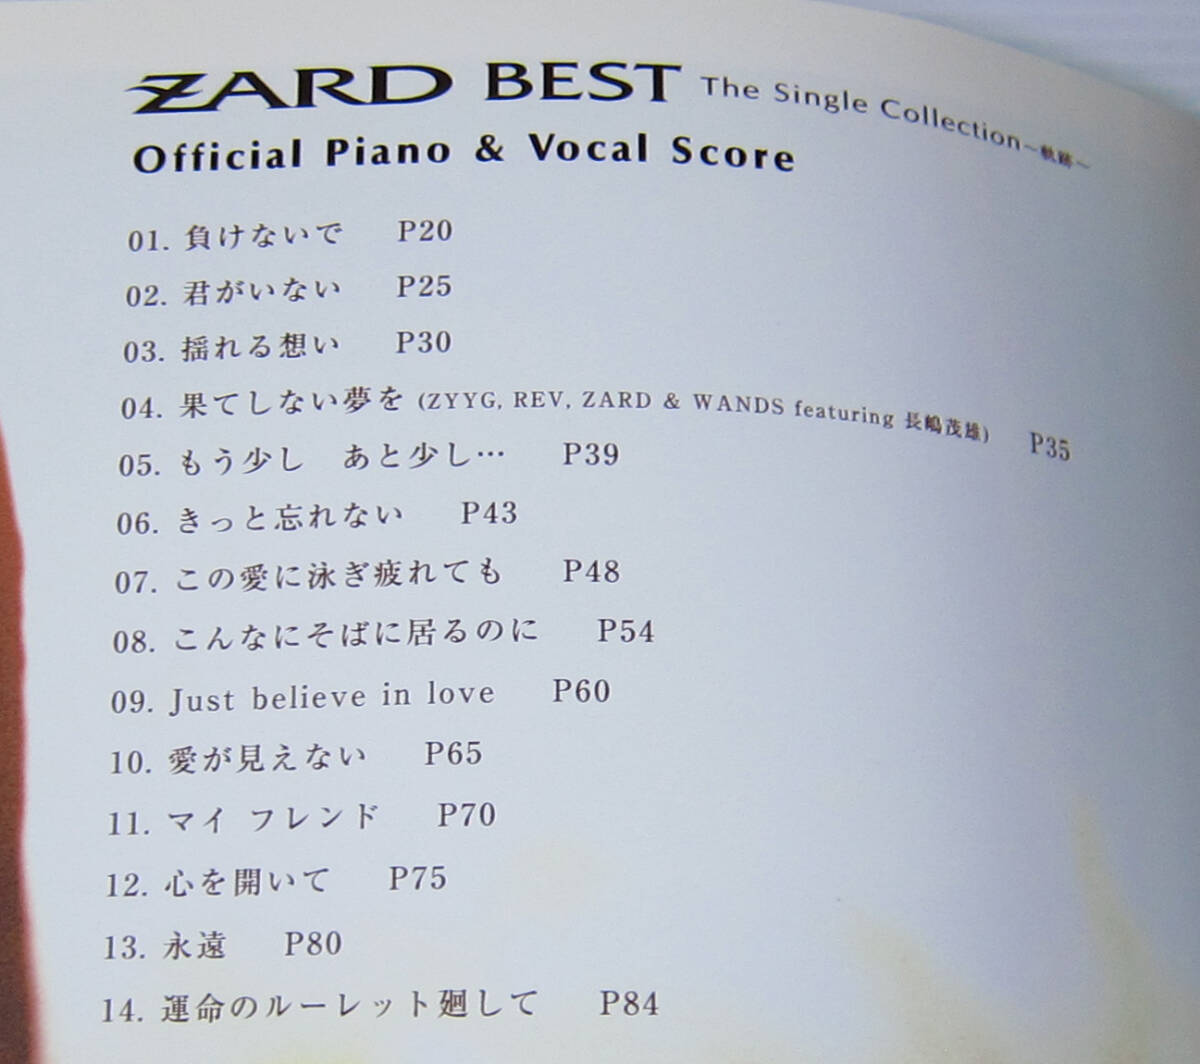 ZARD BEST The Single Collection～軌跡～
Official Piano & Vocal Score
01. 負けないで P20
02. 君がいない P25
03. 揺れる想い P30
04. 果てしない夢を (ZYYG, REV, ZARD & WANDS featuring 長嶋茂雄) P35
05. もう少し あと少し… P39
06. きっと忘れない P43
07. この愛に泳ぎ疲れても P48
08. こんなにそばに居るのに P54
09. Just believe in love P60
10. 愛が見えない P65
11. マイ フレンド P70
12. 心を開いて P75
13. 永遠 P80
14. 運命のルーレット廻して P84